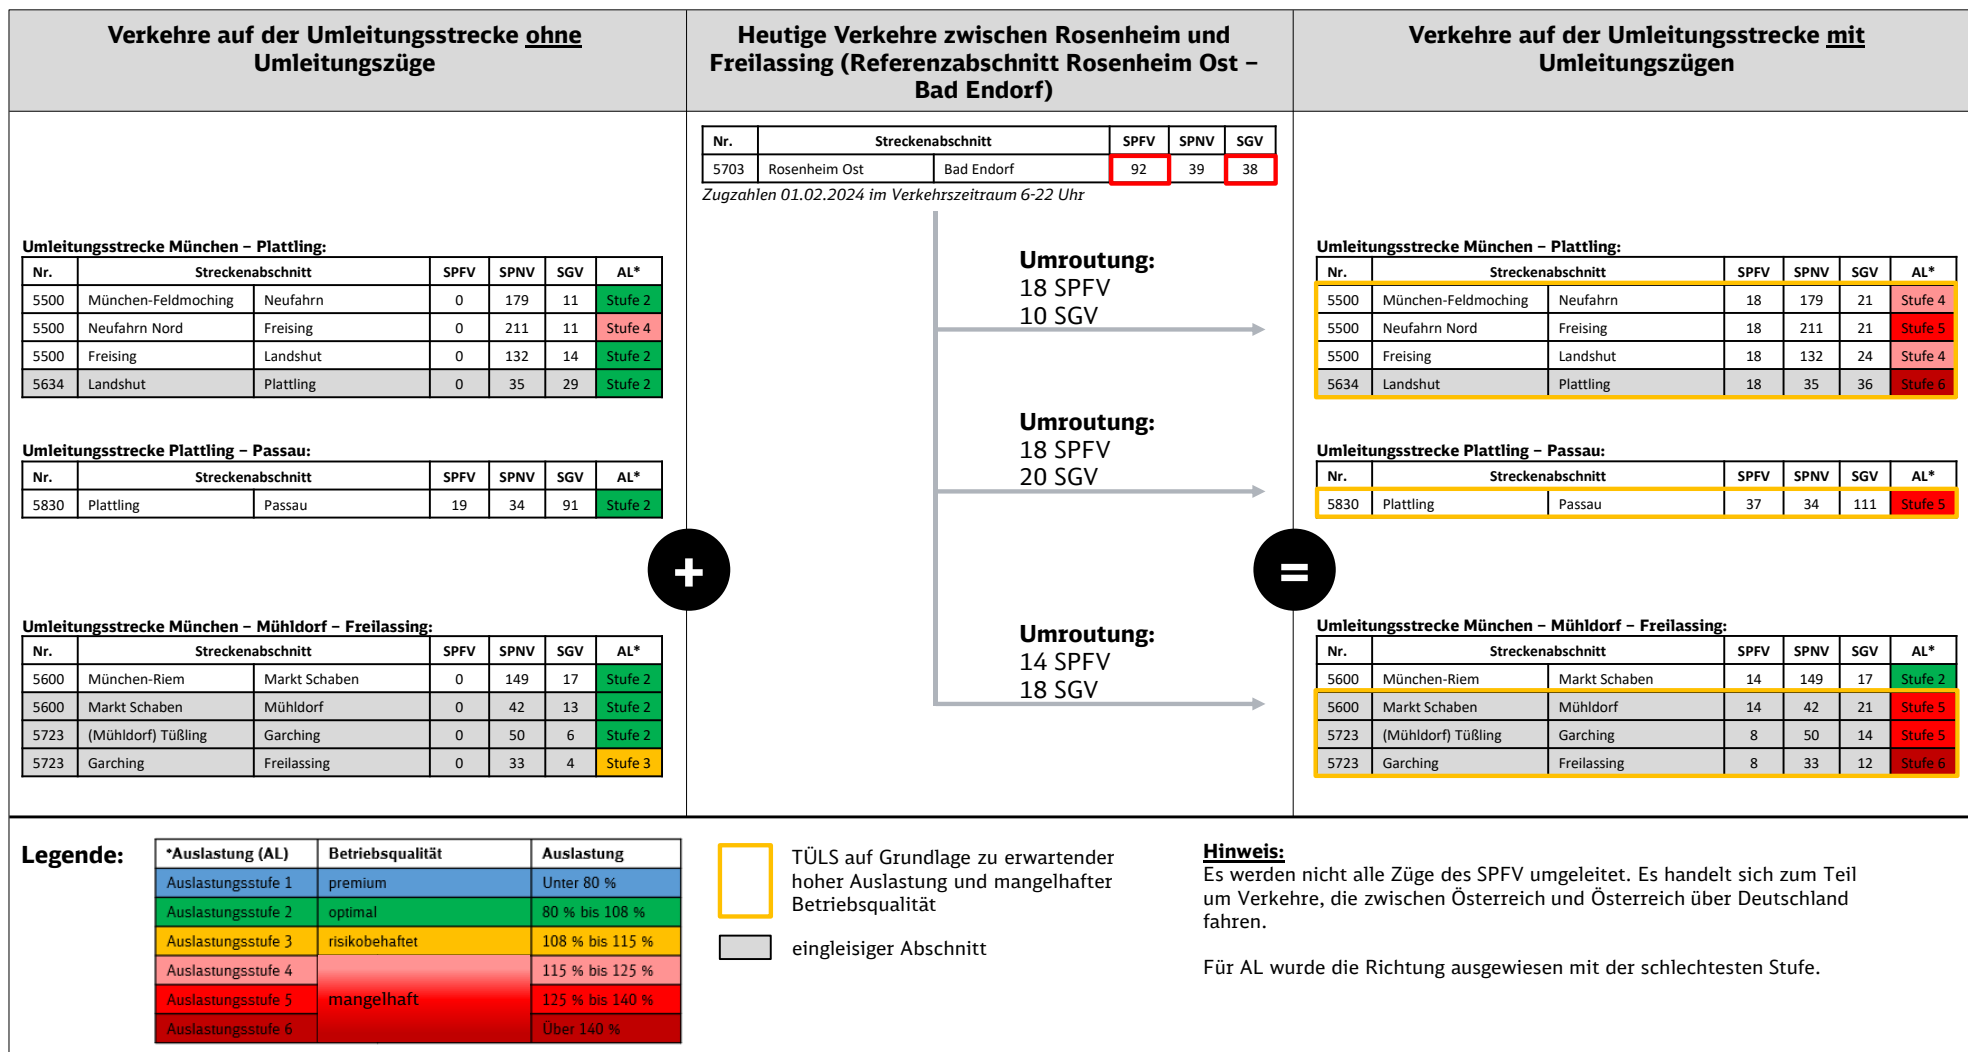 Verkehre auf der Umleitungsstrecke ohne
Umleitungszüge
Heutige Verkehre zwischen Rosenheim und
Freilassing (Referenzabschnitt Rosenheim Ost –
Bad Endorf)
Verkehre auf der Umleitungsstrecke mit
Umleitungszügen
Umleitungsstrecke München – Plattling:
Nr. Streckenabschnitt SPFV SPNV SGV AL*
5500 München-Feldmoching Neufahrn 0 179 11 Stufe 2
5500 Neufahrn Nord Freising 0 211 11 Stufe 4
5500 Freising Landshut 0 132 14 Stufe 2
5634 Landshut Plattling 0 35 29 Stufe 2
Umleitungsstrecke Plattling – Passau:
Nr. Streckenabschnitt SPFV SPNV SGV AL*
5830 Plattling Passau 19 34 91 Stufe 2
Umleitungsstrecke München – Mühldorf – Freilassing:
Nr. Streckenabschnitt SPFV SPNV SGV AL*
5600 München-Riem Markt Schaben 0 149 17 Stufe 2
5600 Markt Schaben Mühldorf 0 42 13 Stufe 2
5723 (Mühldorf) Tüßling Garching 0 50 6 Stufe 2
5723 Garching Freilassing 0 33 4 Stufe 3
+
Nr. Streckenabschnitt SPFV SPNV SGV
5703 Rosenheim Ost Bad Endorf 92 39 38
Zugzahlen 01.02.2024 im Verkehrszeitraum 6-22 Uhr
Umroutung:
18 SPFV
10 SGV
Umroutung:
18 SPFV
20 SGV
Umroutung:
14 SPFV
18 SGV
=
Umleitungsstrecke München – Plattling:
Nr. Streckenabschnitt SPFV SPNV SGV AL*
5500 München-Feldmoching Neufahrn 18 179 21 Stufe 4
5500 Neufahrn Nord Freising 18 211 21 Stufe 5
5500 Freising Landshut 18 132 24 Stufe 4
5634 Landshut Plattling 18 35 36 Stufe 6
Umleitungsstrecke Plattling – Passau:
Nr. Streckenabschnitt SPFV SPNV SGV AL*
5830 Plattling Passau 37 34 111 Stufe 5
Umleitungsstrecke München – Mühldorf – Freilassing:
Nr. Streckenabschnitt SPFV SPNV SGV AL*
5600 München-Riem Markt Schaben 14 149 17 Stufe 2
5600 Markt Schaben Mühldorf 14 42 21 Stufe 5
5723 (Mühldorf) Tüßling Garching 8 50 14 Stufe 5
5723 Garching Freilassing 8 33 12 Stufe 6
Legende:
*Auslastung (AL) Betriebsqualität Auslastung
Auslastungsstufe 1 premium Unter 80 %
Auslastungsstufe 2 optimal 80 % bis 108 %
Auslastungsstufe 3 risikobehaftet 108 % bis 115 %
Auslastungsstufe 4 115 % bis 125 %
Auslastungsstufe 5 mangelhaft 125 % bis 140 %
Auslastungsstufe 6 Über 140 %
TÜLS auf Grundlage zu erwartender
hoher Auslastung und mangelhafter
Betriebsqualität
eingleisiger Abschnitt
Hinweis:
Es werden nicht alle Züge des SPFV umgeleitet. Es handelt sich zum Teil
um Verkehre, die zwischen Österreich und Österreich über Deutschland
fahren.
Für AL wurde die Richtung ausgewiesen mit der schlechtesten Stufe.